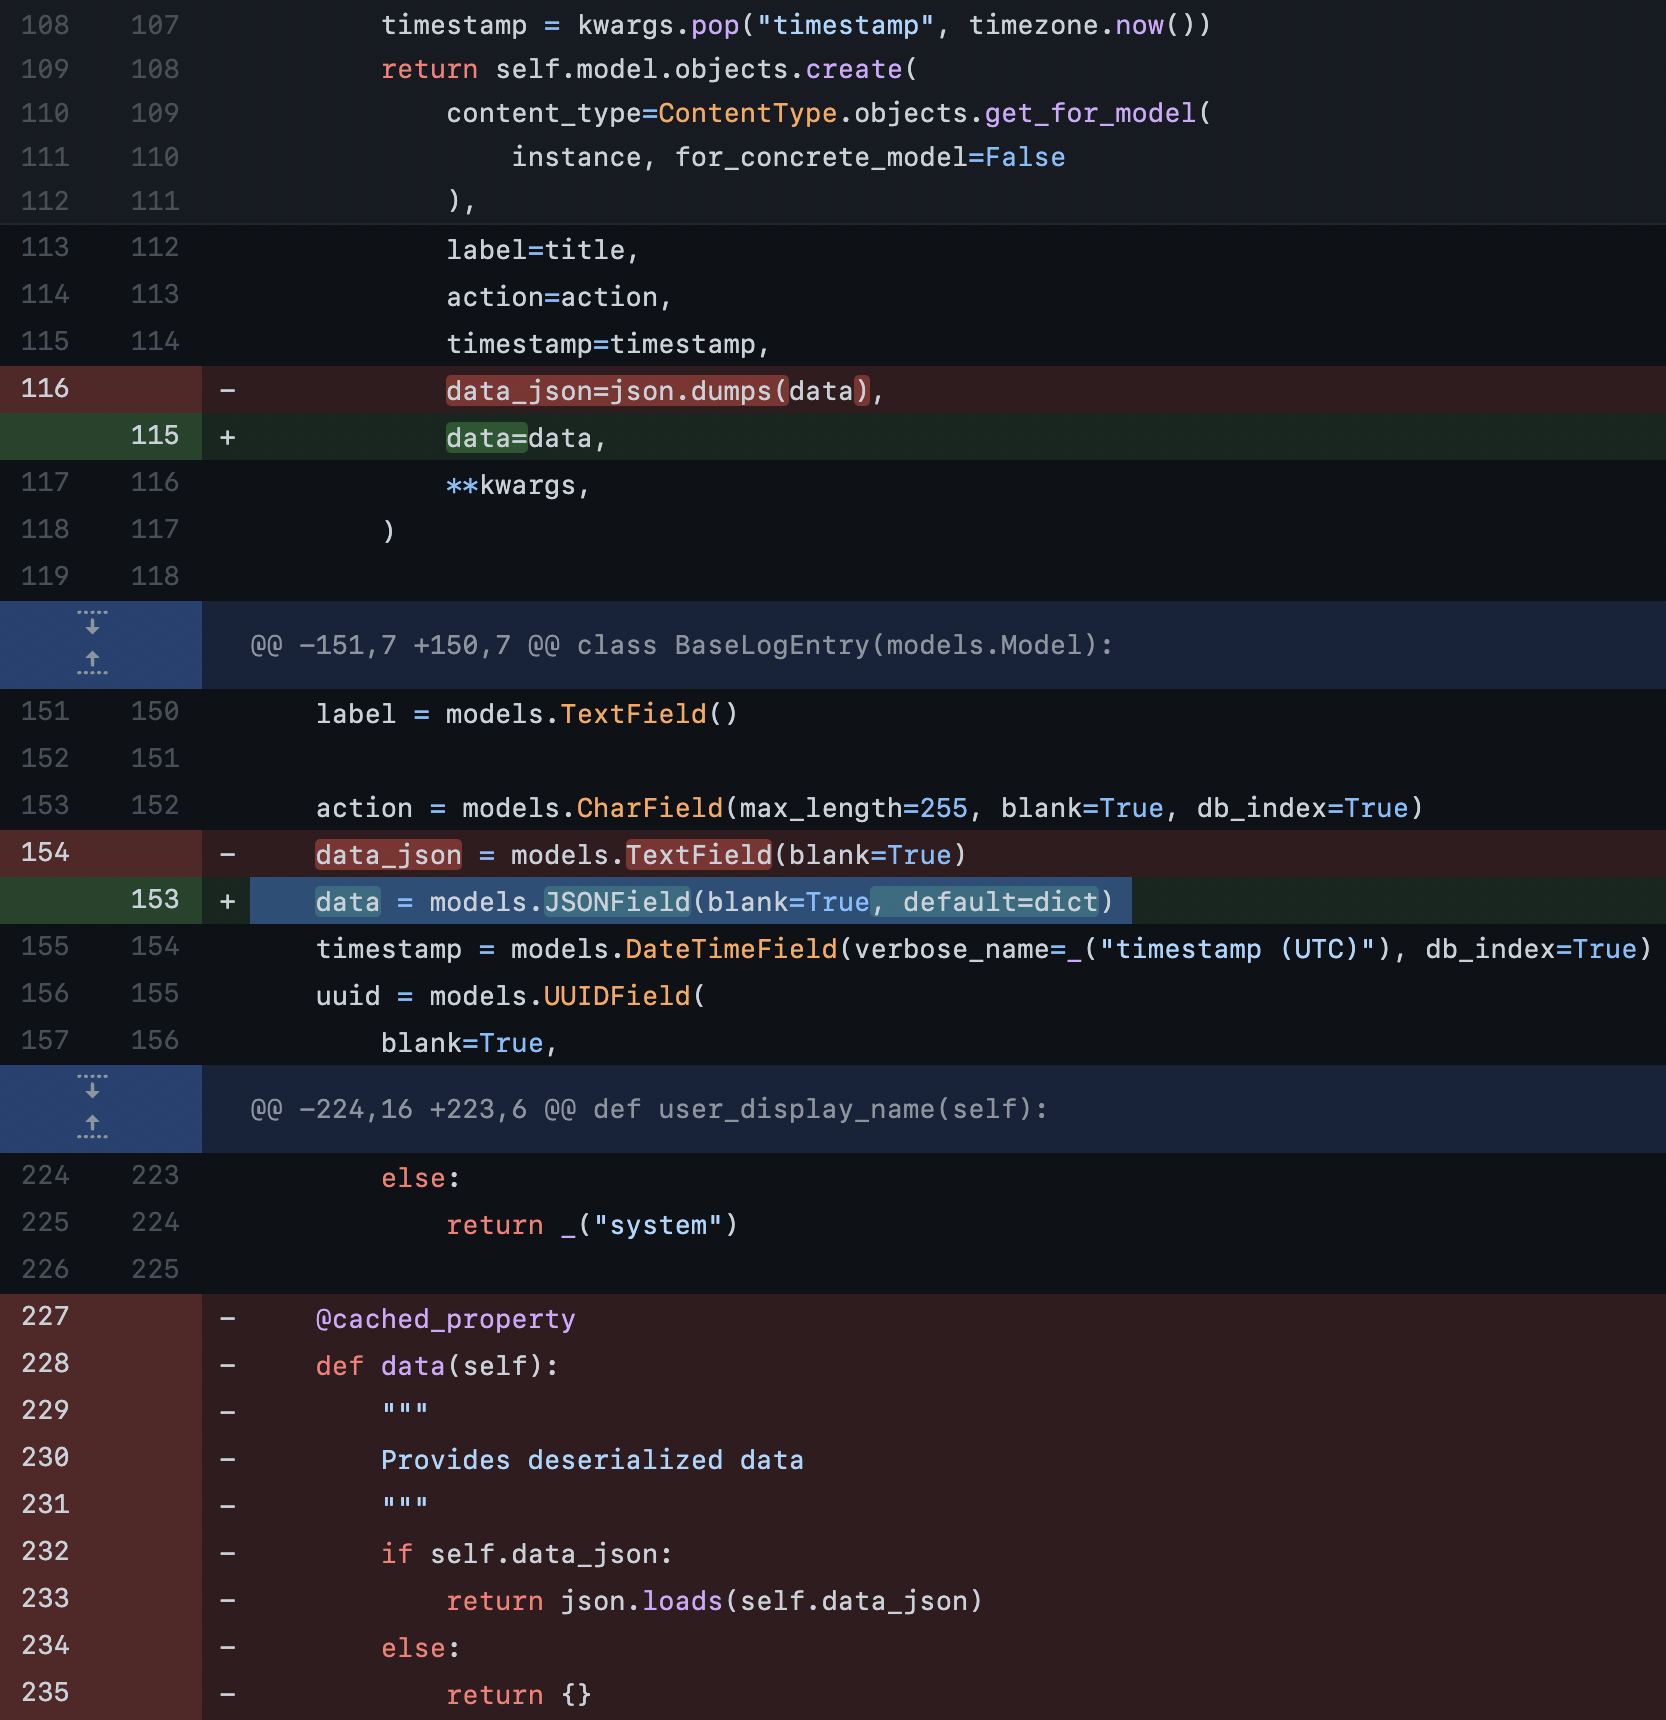 108 107 timestamp = kwargs.pop("timestamp", timezone.now())
109 108 return self.model.objects.create(
110 109 content_type=ContentType.objects.get_for_model(
111 110 instance, for_concrete_model=False
112 111 ),
113 112 label=title,
114 113 action=action,
115 114 timestamp=timestamp,
116 - data_json=json.dumps(data),
115 + data=data,
117 116 **kwargs,
118 117 )
119 118
@@ -151,7 +150,7 @@ class BaseLogEntry(models.Model):
151 150 label = models.TextField()
152 151
153 152 action = models.CharField(max_length=255, blank=True, db_index=True)
154 - data_json = models.TextField(blank=True)
153 + data = models.JSONField(blank=True, default=dict)
155 154 timestamp = models.DateTimeField(verbose_name=_("timestamp (UTC)"), db_index=True)
156 155 uuid = models.UUIDField(
157 156 blank=True,
@@ -224,16 +223,6 @@ def user_display_name(self):
224 223 else:
225 224 return _("system")
226 225
227 - @cached_property
228 - def data(self):
229 - """
230 - Provides deserialized data
231 - """
232 - if self.data_json:
233 - return json.loads(self.data_json)
234 - else:
235 - return {}